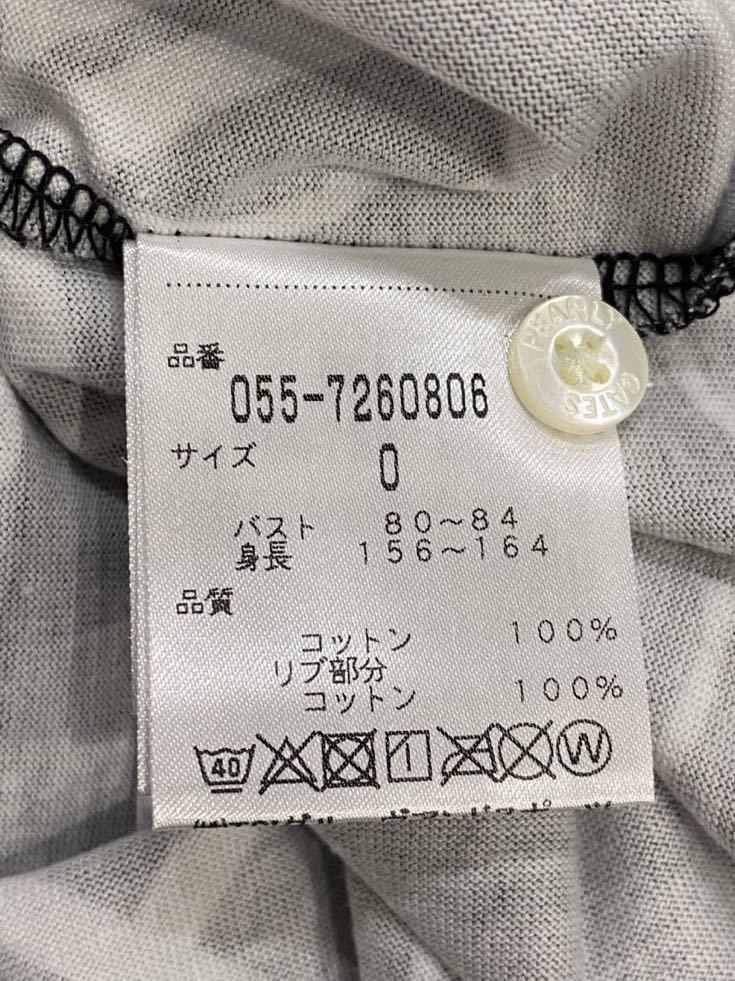 品番
055-7260806
サイズ 0
バスト 80~84
身長 156~164
品質
コットン 100%
リブ部分
コットン 100%
40
W
PEARLY
GATES